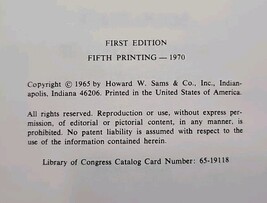 FIRST EDITION
FIFTH PRINTING — 1970
Copyright © 1965 by Howard W. Sams & Co., Inc., Indian-
apolis, Indiana 46206. Printed in the United States of America.
All rights reserved. Reproduction or use, without express per-
mission, of editorial or pictorial content, in any manner, is
prohibited. No patent liability is assumed with respect to
the use of the information contained herein.
Library of Congress Catalog Card Number: 65-19118